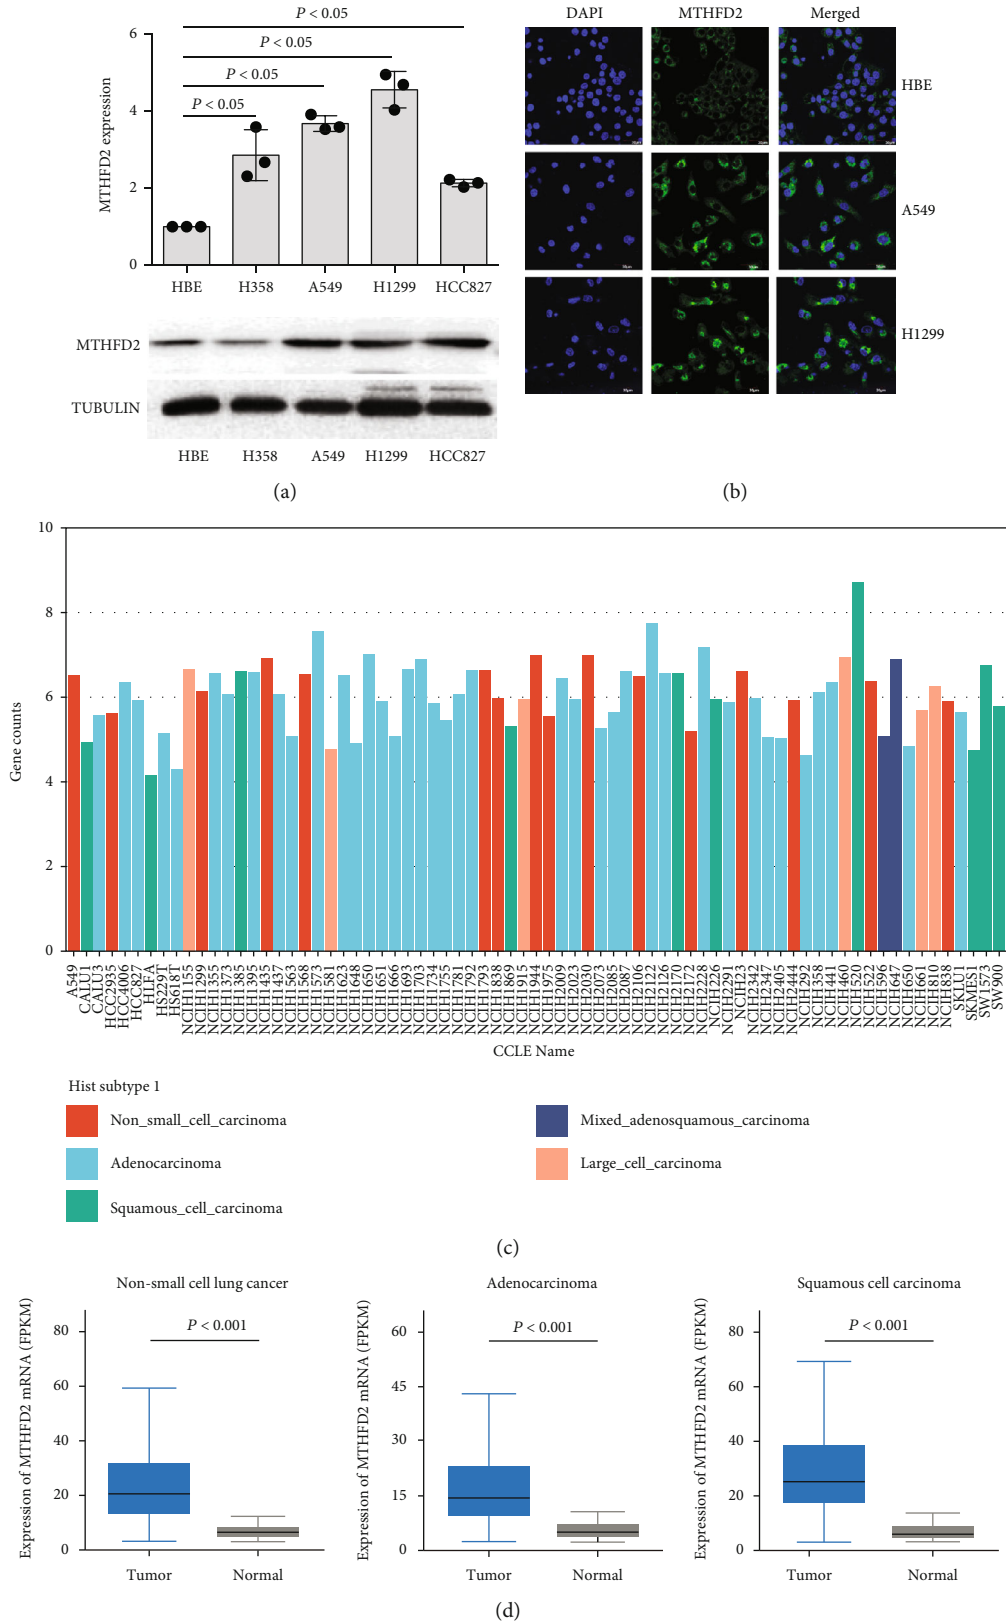 P < 0.05
P < 0.05
P < 0.05
P < 0.05
MTHFD2 expression
6
4
2
0
HBE H358 A549 H1299 HCC827
MTHFD2
TUBULIN
HBE H358 A549 H1299 HCC827
(a)
DAPI MTHFD2 Merged
HBE
A549
H1299
(b)
Gene counts
10
8
6
4
2
0
A549
CALU1
CALU3
HCC2935
HCC4006
HCC827
HLFA
HS229T
HS618T
NCIH1155
NCIH1299
NCIH1355
NCIH1373
NCIH1385
NCIH1395
NCIH1435
NCIH1437
NCIH1563
NCIH1568
NCIH1573
NCIH1581
NCIH1623
NCIH1648
NCIH1650
NCIH1651
NCIH1666
NCIH1693
NCIH1703
NCIH1734
NCIH1755
NCIH1781
NCIH1792
NCIH1793
NCIH1838
NCIH1869
NCIH1915
NCIH1944
NCIH1975
NCIH2009
NCIH2023
NCIH2030
NCIH2073
NCIH2085
NCIH2087
NCIH2106
NCIH2122
NCIH2126
NCIH2170
NCIH2172
NCIH2228
NCIH226
NCIH2291
NCIH23
NCIH2342
NCIH2347
NCIH2405
NCIH2444
NCIH292
NCIH358
NCIH441
NCIH460
NCIH520
NCIH522
NCIH596
NCIH647
NCIH650
NCIH661
NCIH810
NCIH838
SKLU1
SKMES1
SW1573
SW900
CCLE Name
Hist subtype 1
Non_small_cell_carcinoma
Adenocarcinoma
Squamous_cell_carcinoma
Mixed_adenosquamous_carcinoma
Large_cell_carcinoma
(c)
Non-small cell lung cancer
Expression of MTHFD2 mRNA (FPKM)
80
60
40
20
0
P < 0.001
Tumor Normal
Adenocarcinoma
Expression of MTHFD2 mRNA (FPKM)
60
45
30
15
0
P < 0.001
Tumor Normal
Squamous cell carcinoma
Expression of MTHFD2 mRNA (FPKM)
80
60
40
20
0
P < 0.001
Tumor Normal
(d)